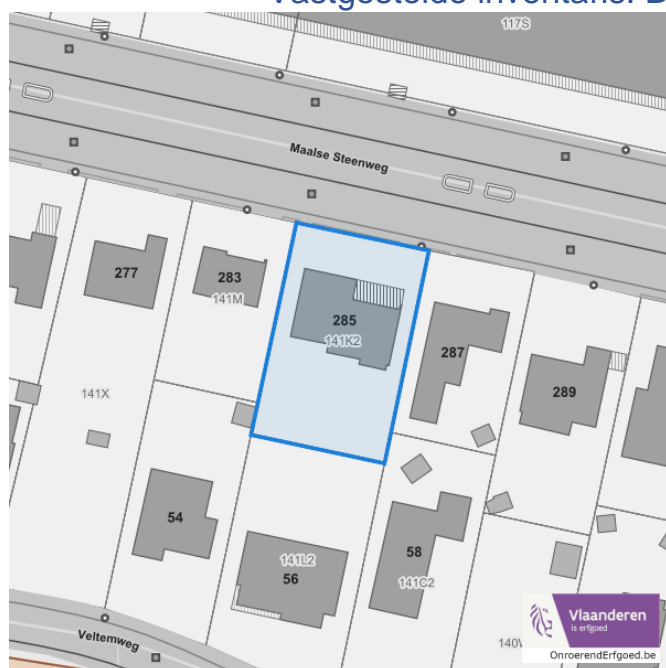 Vastgestelde inventaris:
117S
Maalse Steenweg
277
283
141M
285
141K2
287
289
141X
54
141L2
56
58
141C2
Veltemweg
Vlaanderen
is erfgoed
OnroerendErfgoed.be